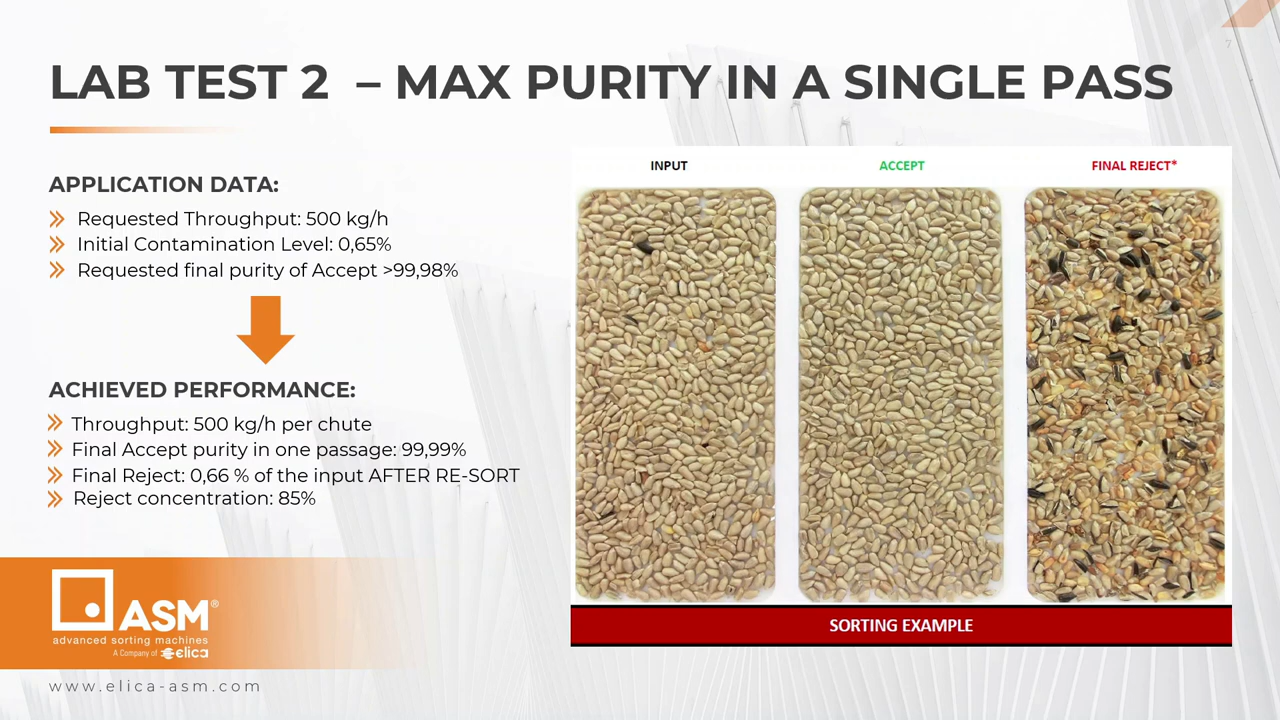 7
LAB TEST 2 – MAX PURITY IN A SINGLE PASS
APPLICATION DATA:
Requested Throughput: 500 kg/h
Initial Contamination Level: 0,65%
Requested final purity of Accept >99,98%
ACHIEVED PERFORMANCE:
Throughput: 500 kg/h per chute
Final Accept purity in one passage: 99,99%
Final Reject: 0,66 % of the input AFTER RE-SORT
Reject concentration: 85%
INPUT
ACCEPT
FINAL REJECT*
SORTING EXAMPLE
ASM®
advanced sorting machines
A Company of elica
www.elica-asm.com